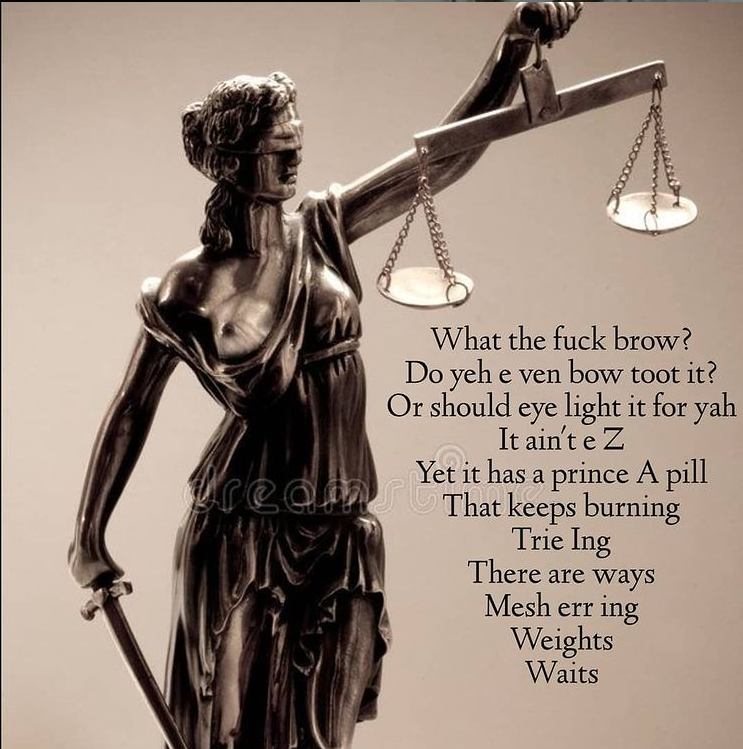 What the fuck brow?
Do yeh e ven bow toot it?
Or should eye light it for yah
It ain't e Z
Yet it has a prince A pill
dreamstime
That keeps burning
Trie Ing
There are ways
Mesh err ing
Weights
Waits